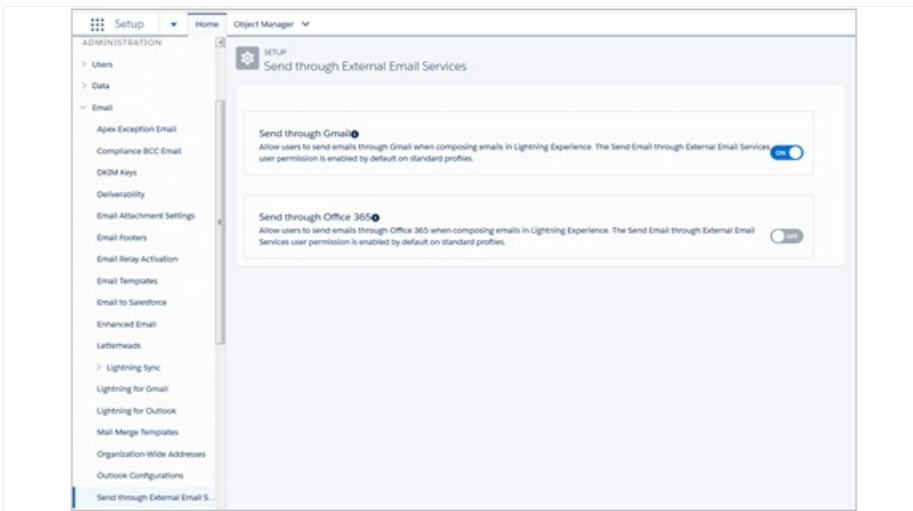 Setup
Home
Object Manager
ADMINISTRATION
Users
Data
Email
Apex Exception Email
Compliance BCC Email
DKIM Keys
Deliverability
Email Attachment Settings
Email Footers
Email Relay Activation
Email Templates
Email to Salesforce
Enhanced Email
Letterheads
Lightning Sync
Lightning for Gmail
Lightning for Outlook
Mail Merge Templates
Organization-Wide Addresses
Outlook Configurations
Send through External Email S...
SETUP
Send through External Email Services
Send through Gmail
Allow users to send emails through Gmail when composing emails in Lightning Experience. The Send Email through External Email Services
user permission is enabled by default on standard profiles.
ON
Send through Office 365
Allow users to send emails through Office 365 when composing emails in Lightning Experience. The Send Email through External Email
Services user permission is enabled by default on standard profiles.
OFF